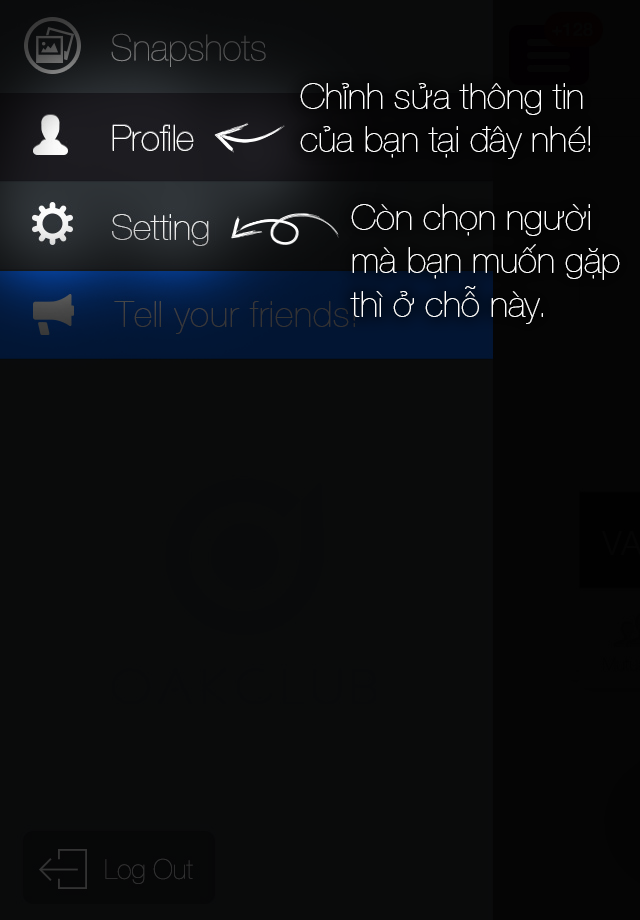 Snapshots
Chỉnh sửa thông tin
Profile
của bạn tại đây nhé!
Setting
Còn chọn người
mà bạn muốn gặp
Tell your friends!
thì ở chỗ này.
Log Out